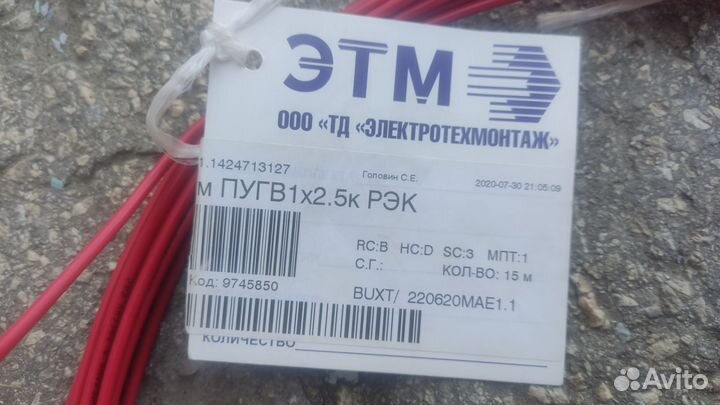 ЭТМ
ООО «ТД «ЭЛЕКТРОТЕХМОНТАЖ»
1.1424713127
Головин С.Е.
2020-07-30 21:05:09
м ПУГВ1х2.5к РЭК
RC:B HC:D SC:3 МПТ:1
С.Г.: КОЛ-ВО: 15 м
Код: 9745850
BUXT/ 220620MAE1.1
КОЛИЧЕСТВО
Avito